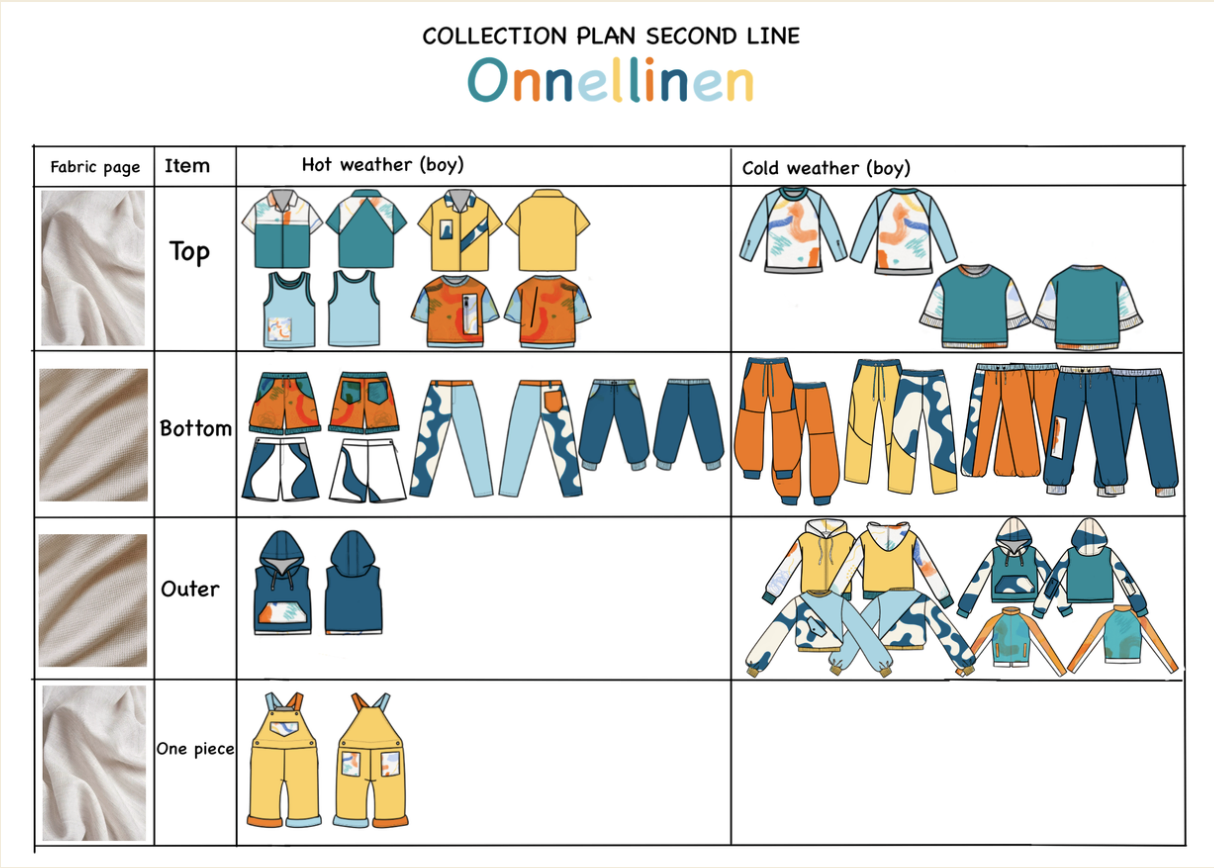 COLLECTION PLAN SECOND LINE
Onnellinen
Fabric page
Item
Hot weather (boy)
Cold weather (boy)
Top
Bottom
Outer
One piece